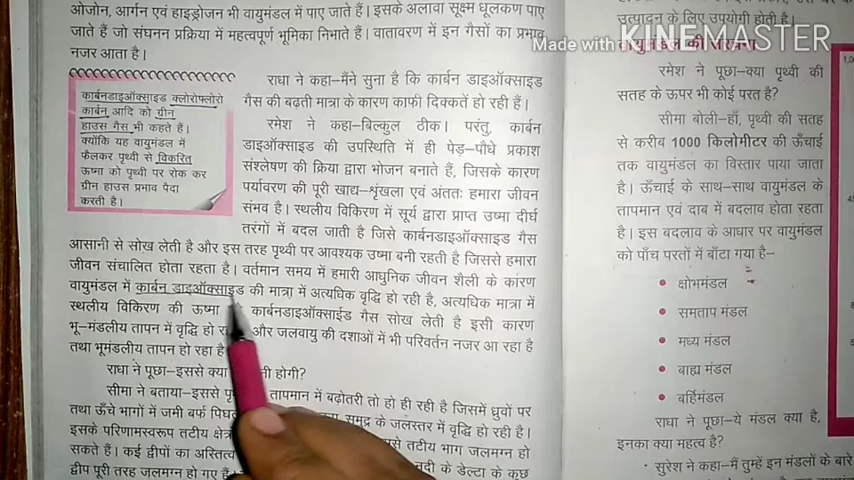 ओजोन, आर्गन एवं हाइड्रोजन भी वायुमंडल में पाए जाते हैं। इसके अलावा सूक्ष्म धूलकण पाए
जाते हैं जो संघनन प्रक्रिया में महत्वपूर्ण भूमिका निभाते हैं। वातावरण में इन गैसों का प्रभाव
नजर आता है।
कार्बनडाइऑक्साइड क्लोरोफ्लोरो
कार्बन आदि को ग्रीन
हाउस गैस भी कहते है।
क्योंकि यह वायुमंडल में
फैलकर पृथ्वी से विकरित
ऊष्मा को पृथ्वी पर रोक कर
ग्रीन हाउस प्रभाव पैदा
करती है।
राधा ने कहा–मैंने सुना है कि कार्बन डाइऑक्साइड
गैस की बढ़ती मात्रा के कारण काफी दिक्कतें हो रही हैं।
रमेश ने कहा–बिल्कुल ठीक। परंतु, कार्बन
डाइऑक्साइड की उपस्थिति में ही पेड़-पौधे प्रकाश
संश्लेषण की क्रिया द्वारा भोजन बनाते हैं, जिसके कारण
पर्यावरण की पूरी खाद्य-शृंखला एवं अंततः हमारा जीवन
संभव है। स्थलीय विकिरण में सूर्य द्वारा प्राप्त उष्मा दीर्घ
तरंगों में बदल जाती है जिसे कार्बनडाइऑक्साइड गैस
आसानी से सोख लेती है और इस तरह पृथ्वी पर आवश्यक उष्मा बनी रहती है जिससे हमारा
जीवन संचालित होता रहता है। वर्तमान समय में हमारी आधुनिक जीवन शैली के कारण
वायुमंडल में कार्बन डाइऑक्साइड की मात्रा में अत्यधिक वृद्धि हो रही है, अत्यधिक मात्रा में
स्थलीय विकिरण की ऊष्मा कार्बनडाइऑक्साईड गैस सोख लेती है इसी कारण
भू-मंडलीय तापन में वृद्धि हो और जलवायु की दशाओं में भी परिवर्तन नजर आ रहा है
तथा भूमंडलीय तापन हो रहा है
राधा ने पूछा–इससे क्या होगी?
सीमा ने बताया–इससे तापमान में बढ़ोतरी तो हो ही रही है जिसमें ध्रुवों पर
तथा ऊँचे भागों में जमी बर्फ समुद्र के जलस्तर में वृद्धि हो रही है।
इसके परिणामस्वरूप तटीय तटीय भाग जलमग्न हो
सकते हैं। कई द्वीपों का नदी के डेल्टा के कुछ
द्वीप पूरी तरह जलमग्न हो गए हैं
Made with KINEMASTER
उत्पादन के लिए उपयोगी होती है।
वायुमंडल की संरचना
रमेश ने पूछा–क्या पृथ्वी की
सतह के ऊपर भी कोई परत है?
सीमा बोली–हाँ, पृथ्वी की सतह
से करीब 1000 किलोमीटर की ऊँचाई
तक वायुमंडल का विस्तार पाया जाता
है। ऊँचाई के साथ-साथ वायुमंडल के
तापमान एवं दाब में बदलाव होता रहता
है। इस बदलाव के आधार पर वायुमंडल
को पाँच परतों में बाँटा गया है–
• क्षोभमंडल
• समताप मंडल
• मध्य मंडल
• बाह्य मंडल
• बर्हिमंडल
राधा ने पूछा–ये मंडल क्या है,
इनका क्या महत्व है?
सुरेश ने कहा–मैं तुम्हें इन मंडलों के बारे